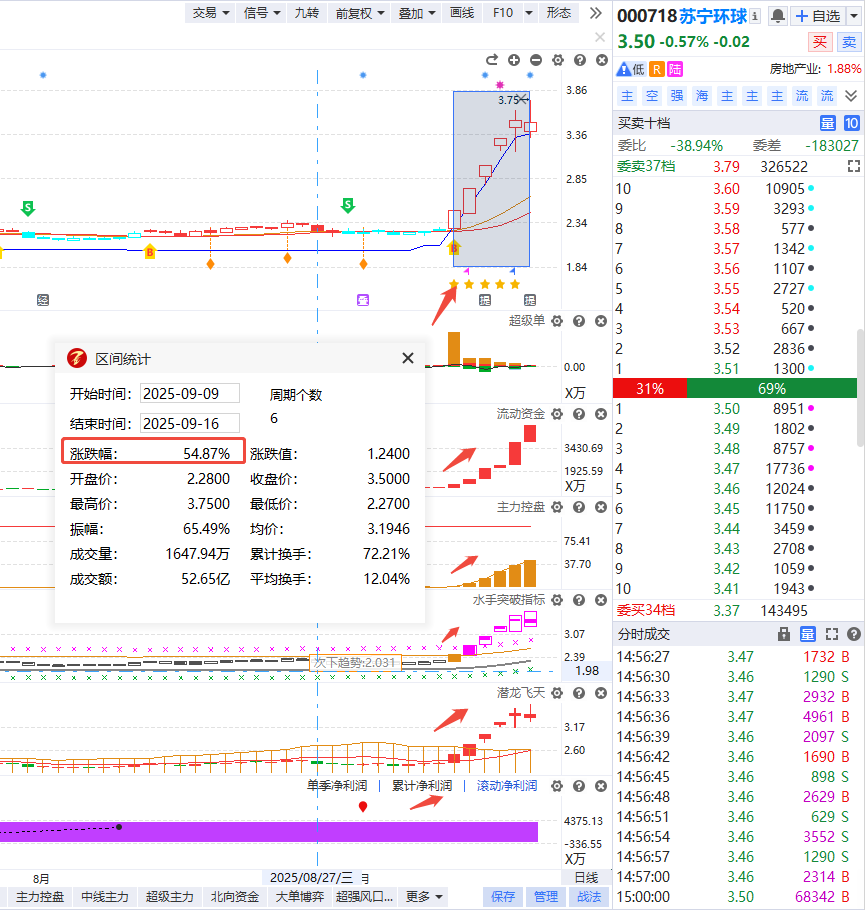 交易 信号 九转 前复权 叠加 画线 F10 形态
000718苏宁环球 自选
3.50 -0.57% -0.02 买 卖
低 R 陆 房地产业: 1.88%
主 空 强 海 主 主 主 流 流
买卖十档 量 10
委比 -38.94% 委差 -183027
委卖37档 3.79 326522
10 3.60 10905
9 3.59 3293
8 3.58 577
7 3.57 1342
6 3.56 1107
5 3.55 2727
4 3.54 520
3 3.53 667
2 3.52 2836
1 3.51 1300
31% 69%
1 3.50 8951
2 3.49 1802
3 3.48 8757
4 3.47 17736
5 3.46 12024
6 3.45 11750
7 3.44 3459
8 3.43 2708
9 3.42 1059
10 3.41 1943
委买34档 3.37 143495
分时成交 量
14:56:27 3.47 1732 B
14:56:30 3.46 1290 S
14:56:33 3.47 2932 B
14:56:36 3.47 4961 B
14:56:39 3.46 2097 S
14:56:42 3.46 1690 B
14:56:45 3.46 898 S
14:56:48 3.46 2629 B
14:56:51 3.46 629 S
14:56:54 3.46 3552 S
14:56:57 3.46 1290 S
14:57:00 3.46 2314 B
15:00:00 3.50 68342 B
3.75
3.86
3.36
2.85
2.34
1.84
S
S
B
B
超级单
0.00
X万
流动资金
3430.69
1925.59
X万
主力控盘
75.41
37.70
水手突破指标
3.07
2.39
1.98
次下趋势:2.031
潜龙飞天
3.17
2.60
单季净利润 | 累计净利润 | 滚动净利润
4375.13
-336.55
X万
区间统计
开始时间: 2025-09-09 周期个数
结束时间: 2025-09-16 6
涨跌幅: 54.87% 涨跌值: 1.2400
开盘价: 2.2800 收盘价: 3.5000
最高价: 3.7500 最低价: 2.2700
振幅: 65.49% 均价: 3.1946
成交量: 1647.94万 累计换手: 72.21%
成交额: 52.65亿 平均换手: 12.04%
8月 2025/08/27/三 日线
主力控盘 中线主力 超级主力 北向资金 大单博弈 超强风口... 更多 保存 管理 战法